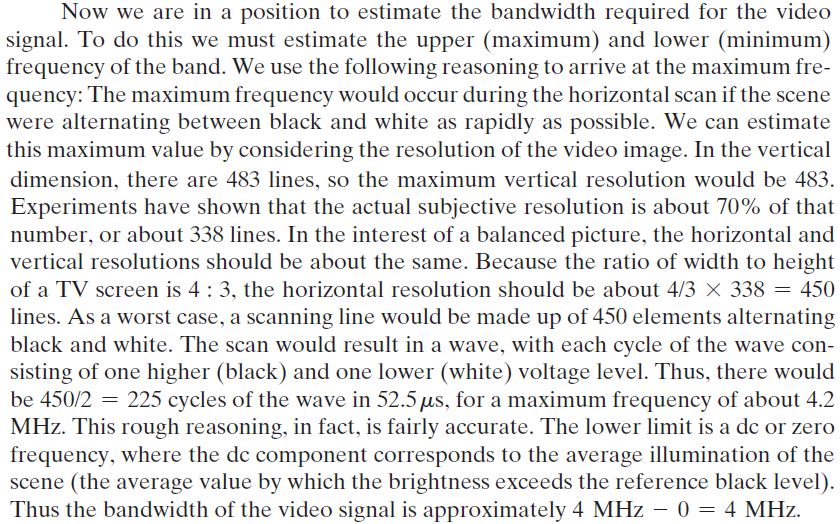 Now we are in a position to estimate the bandwidth required for the video
signal. To do this we must estimate the upper (maximum) and lower (minimum)
frequency of the band. We use the following reasoning to arrive at the maximum fre-
quency: The maximum frequency would occur during the horizontal scan if the scene
were alternating between black and white as rapidly as possible. We can estimate
this maximum value by considering the resolution of the video image. In the vertical
dimension, there are 483 lines, so the maximum vertical resolution would be 483.
Experiments have shown that the actual subjective resolution is about 70% of that
number, or about 338 lines. In the interest of a balanced picture, the horizontal and
vertical resolutions should be about the same. Because the ratio of width to height
of a TV screen is 4 : 3, the horizontal resolution should be about 4/3 × 338 = 450
lines. As a worst case, a scanning line would be made up of 450 elements alternating
black and white. The scan would result in a wave, with each cycle of the wave con-
sisting of one higher (black) and one lower (white) voltage level. Thus, there would
be 450/2 = 225 cycles of the wave in 52.5 μs, for a maximum frequency of about 4.2
MHz. This rough reasoning, in fact, is fairly accurate. The lower limit is a dc or zero
frequency, where the dc component corresponds to the average illumination of the
scene (the average value by which the brightness exceeds the reference black level).
Thus the bandwidth of the video signal is approximately 4 MHz − 0 = 4 MHz.